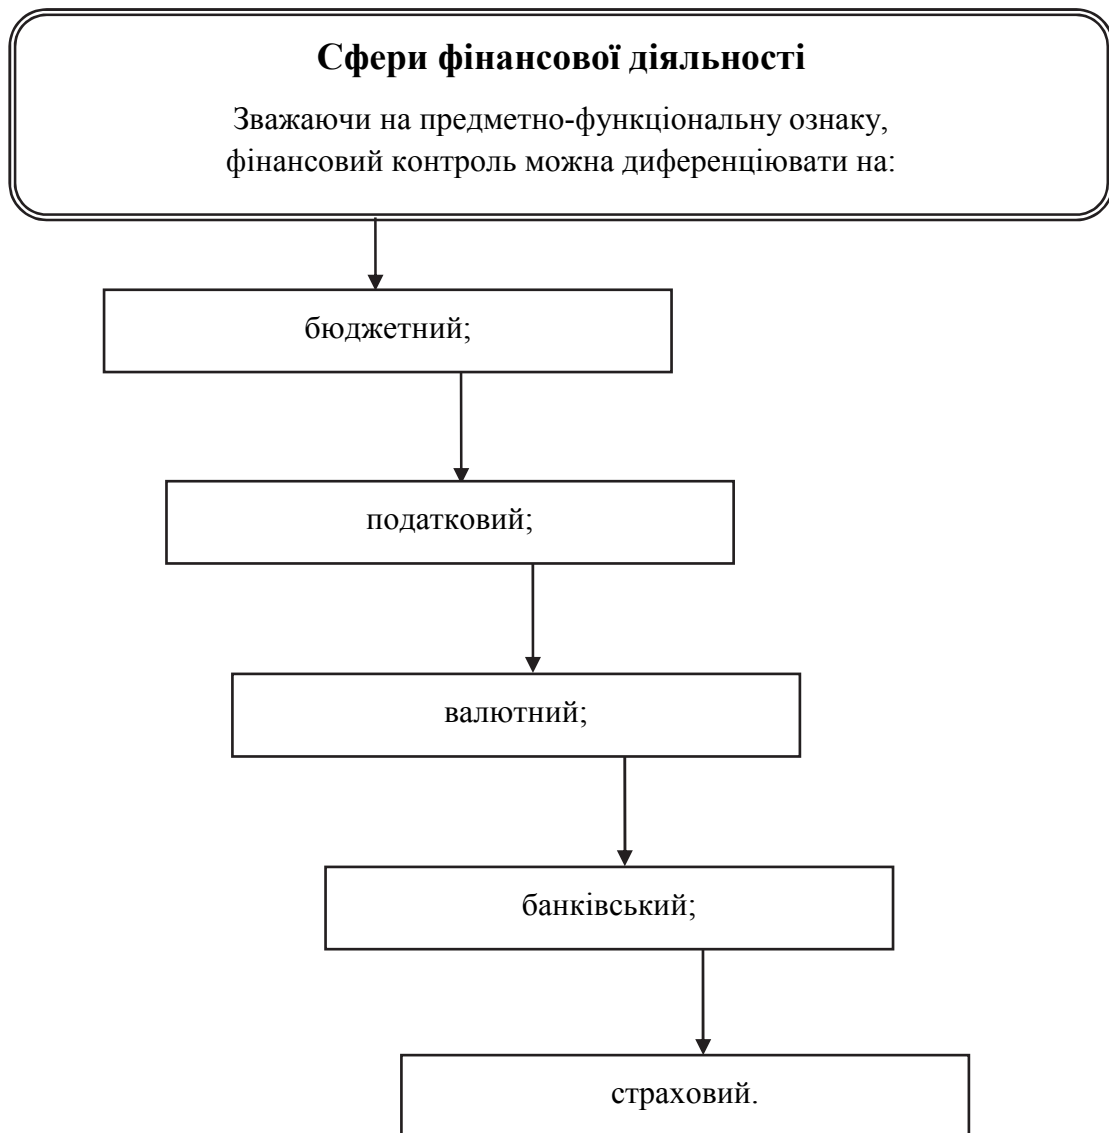 Сфери фінансової діяльності
Зважаючи на предметно-функціональну ознаку,
фінансовий контроль можна диференціювати на:
бюджетний;
податковий;
валютний;
банківський;
страховий.